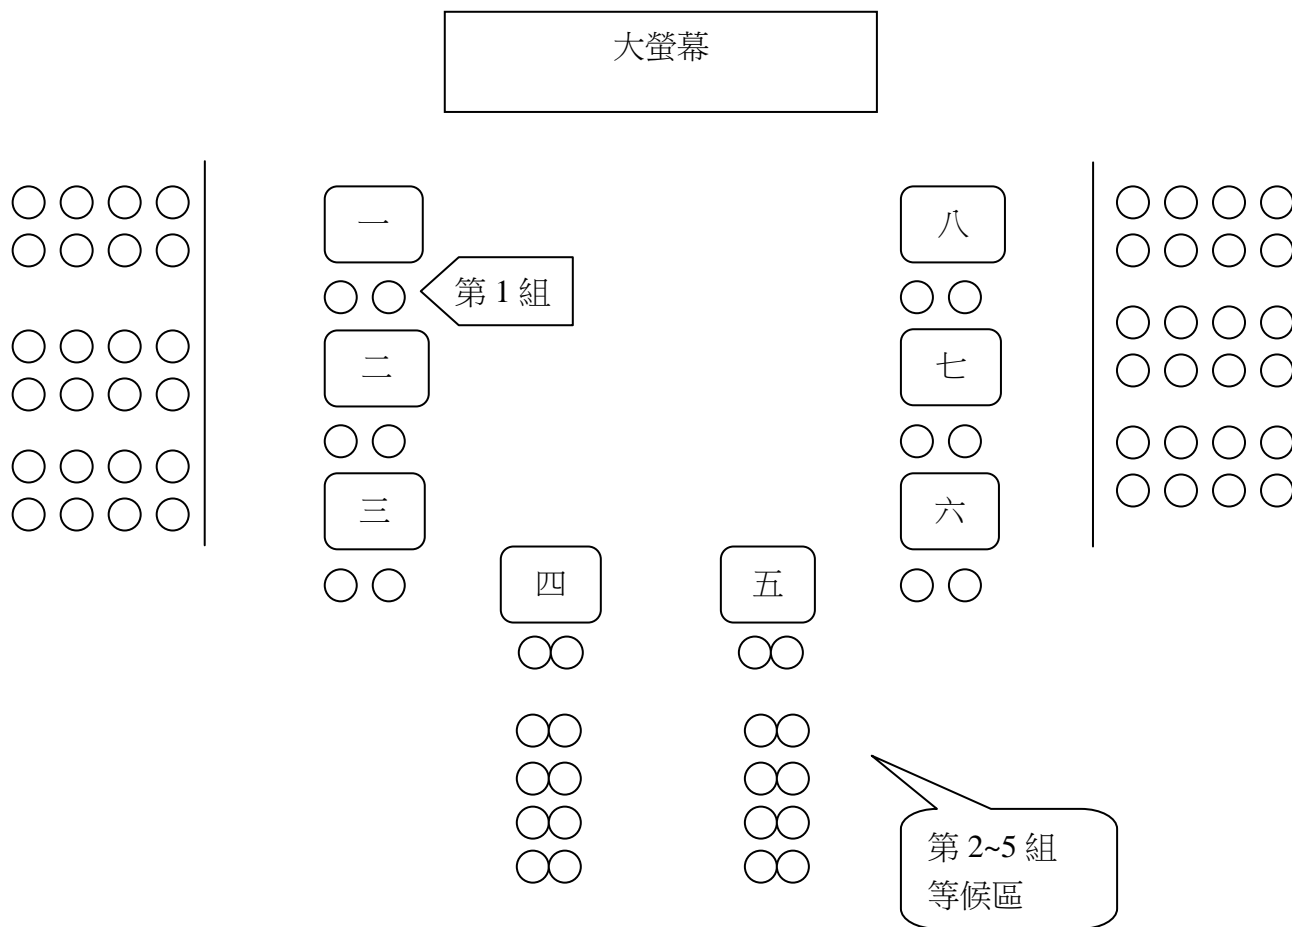 大螢幕
一
八
第 1 組
二
七
三
六
四
五
第 2~5 組
等候區